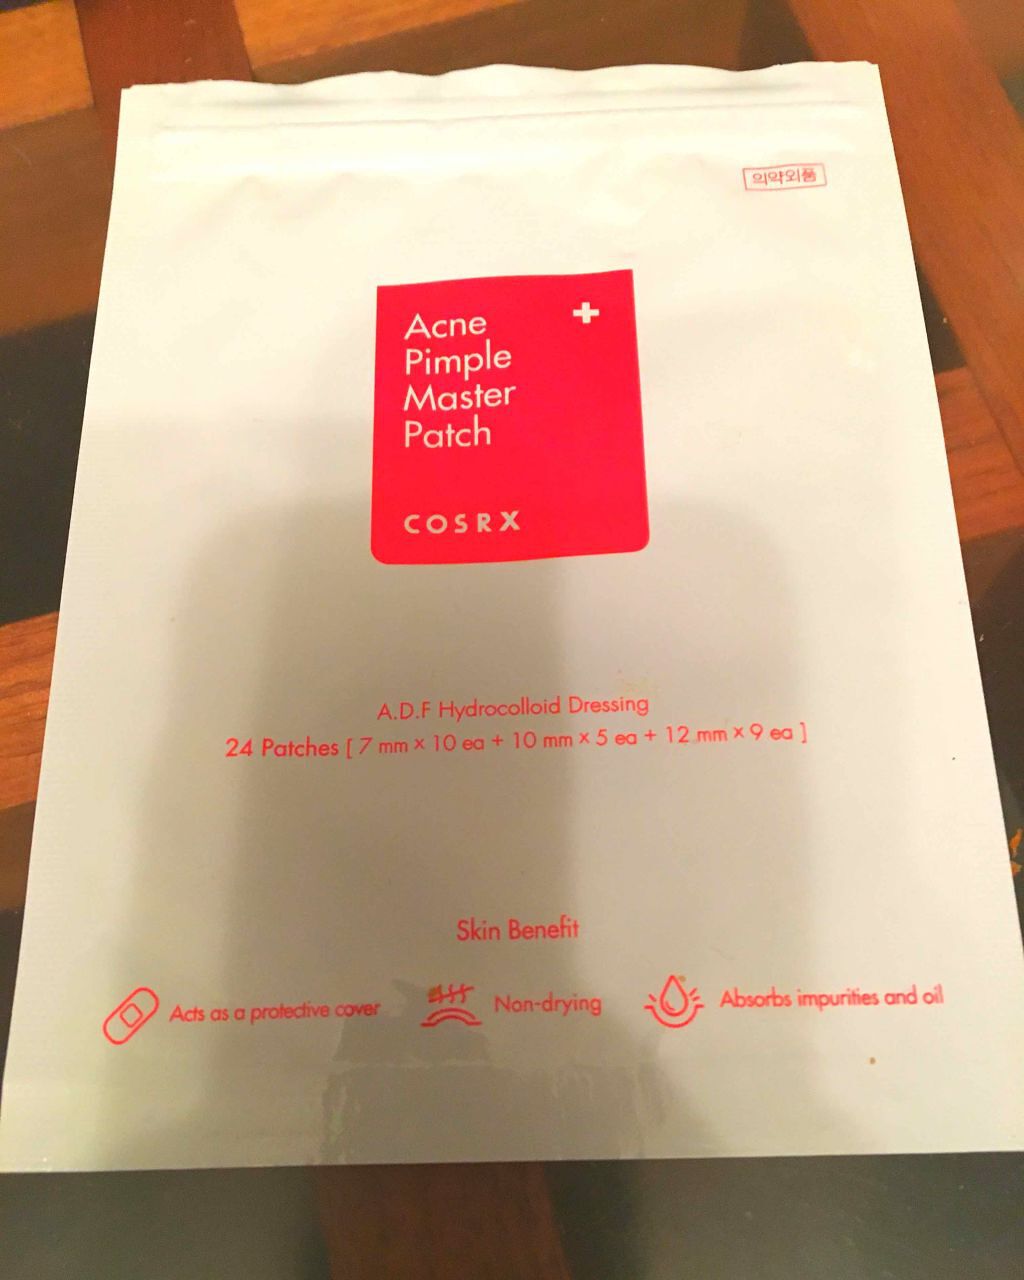 의약외품
Acne
Pimple
Master
Patch
COSRX
A.D.F Hydrocolloid Dressing
24 Patches [ 7 mm × 10 ea + 10 mm × 5 ea + 12 mm × 9 ea ]
Skin Benefit
Acts as a protective cover
Non-drying
Absorbs impurities and oil